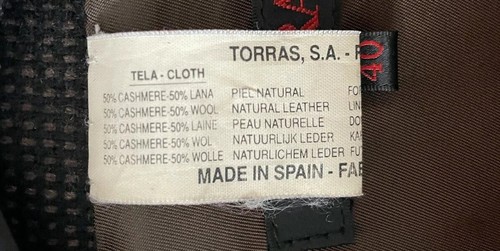 TORRAS, S.A. -
TELA - CLOTH
50% CASHMERE-50% LANA PIEL NATURAL
50% CASHMERE-50% WOOL NATURAL LEATHER
50% CASHMERE-50% LAINE PEAU NATURELLE
50% CASHMERE-50% WOL NATUURLIJK LEDER
50% CASHMERE-50% WOLLE NATURLICHEM LEDER
MADE IN SPAIN - FAB
40